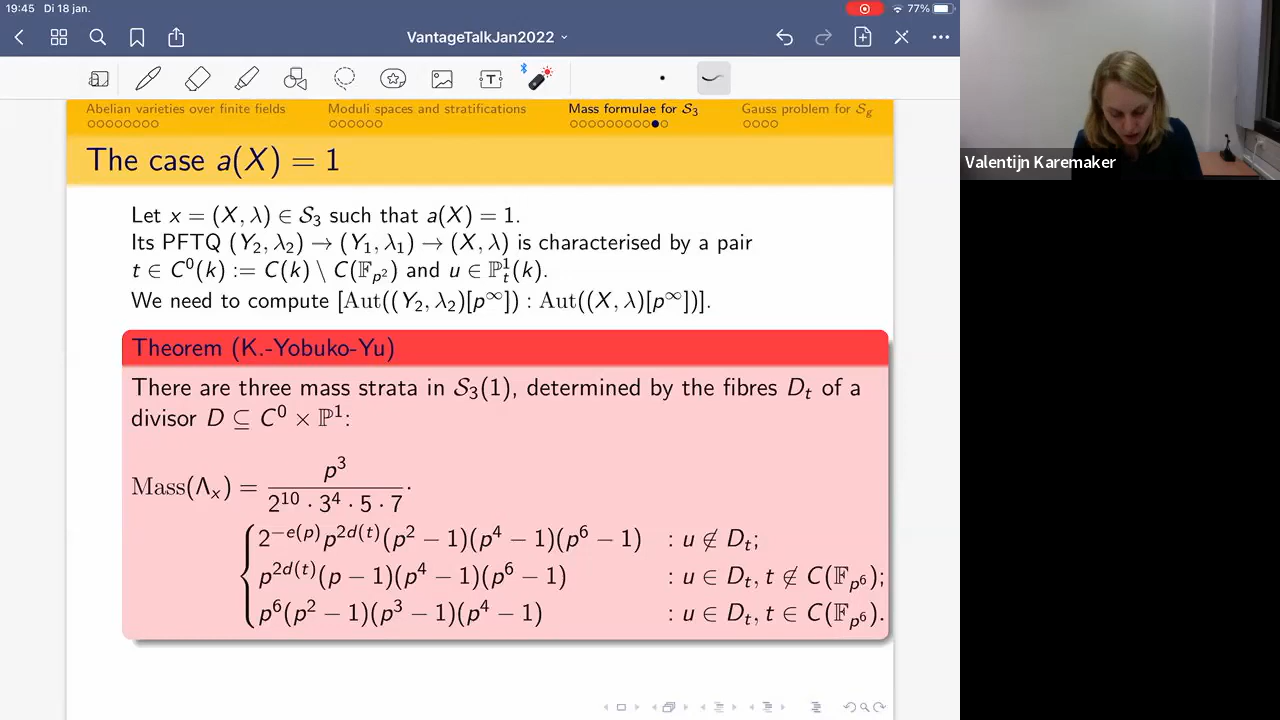 19:45 Di 18 jan. 77%
VantageTalkJan2022
Abelian varieties over finite fields Moduli spaces and stratifications Mass formulae for 𝒮₃ Gauss problem for 𝒮_g
The case a(X) = 1
Let x = (X, λ) ∈ 𝒮₃ such that a(X) = 1.
Its PFTQ (Y₂, λ₂) → (Y₁, λ₁) → (X, λ) is characterised by a pair
t ∈ C⁰(k) := C(k) \ C(𝔽_{p²}) and u ∈ ℙ¹_t(k).
We need to compute [Aut((Y₂, λ₂)[p^∞]) : Aut((X, λ)[p^∞])].
Theorem (K.-Yobuko-Yu)
There are three mass strata in 𝒮₃(1), determined by the fibres D_t of a
divisor D ⊆ C⁰ × ℙ¹:
Mass(Λ_x) = p³ / (2¹⁰ · 3⁴ · 5 · 7) ·
2^{−e(p)} p^{2d(t)} (p² − 1)(p⁴ − 1)(p⁶ − 1) : u ∉ D_t;
p^{2d(t)} (p − 1)(p⁴ − 1)(p⁶ − 1) : u ∈ D_t, t ∉ C(𝔽_{p⁶});
p⁶(p² − 1)(p³ − 1)(p⁴ − 1) : u ∈ D_t, t ∈ C(𝔽_{p⁶}).
Valentijn Karemaker